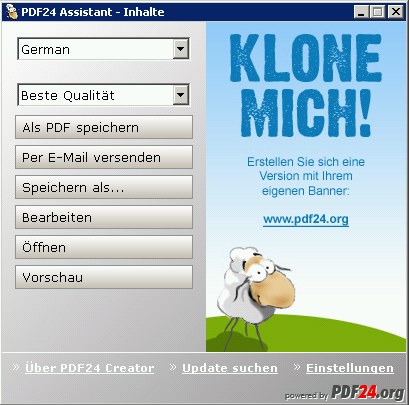 PDF24 Assistant - Inhalte
German
Beste Qualität
Als PDF speichern
Per E-Mail versenden
Speichern als...
Bearbeiten
Öffnen
Vorschau
KLONE
MICH!
Erstellen Sie sich eine
Version mit Ihrem
eigenen Banner:
www.pdf24.org
» Über PDF24 Creator » Update suchen » Einstellungen
powered by PDF24.org